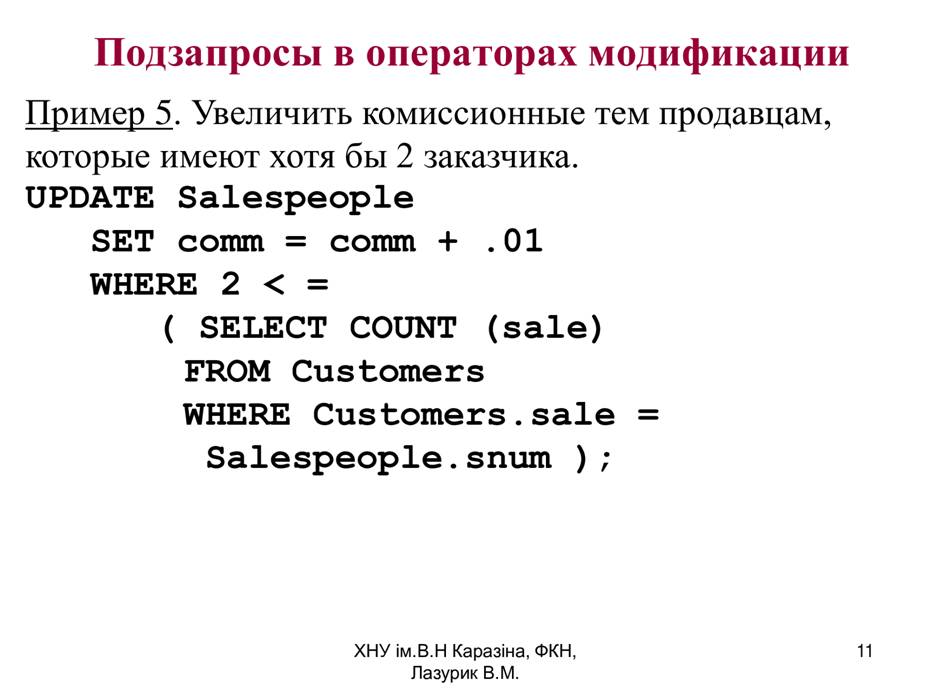 Подзапросы в операторах модификации
Пример 5. Увеличить комиссионные тем продавцам,
которые имеют хотя бы 2 заказчика.
UPDATE Salespeople
SET comm = comm + .01
WHERE 2 < =
( SELECT COUNT (sale)
FROM Customers
WHERE Customers.sale =
Salespeople.snum );
ХНУ ім.В.Н Каразіна, ФКН,
Лазурик В.М.
11